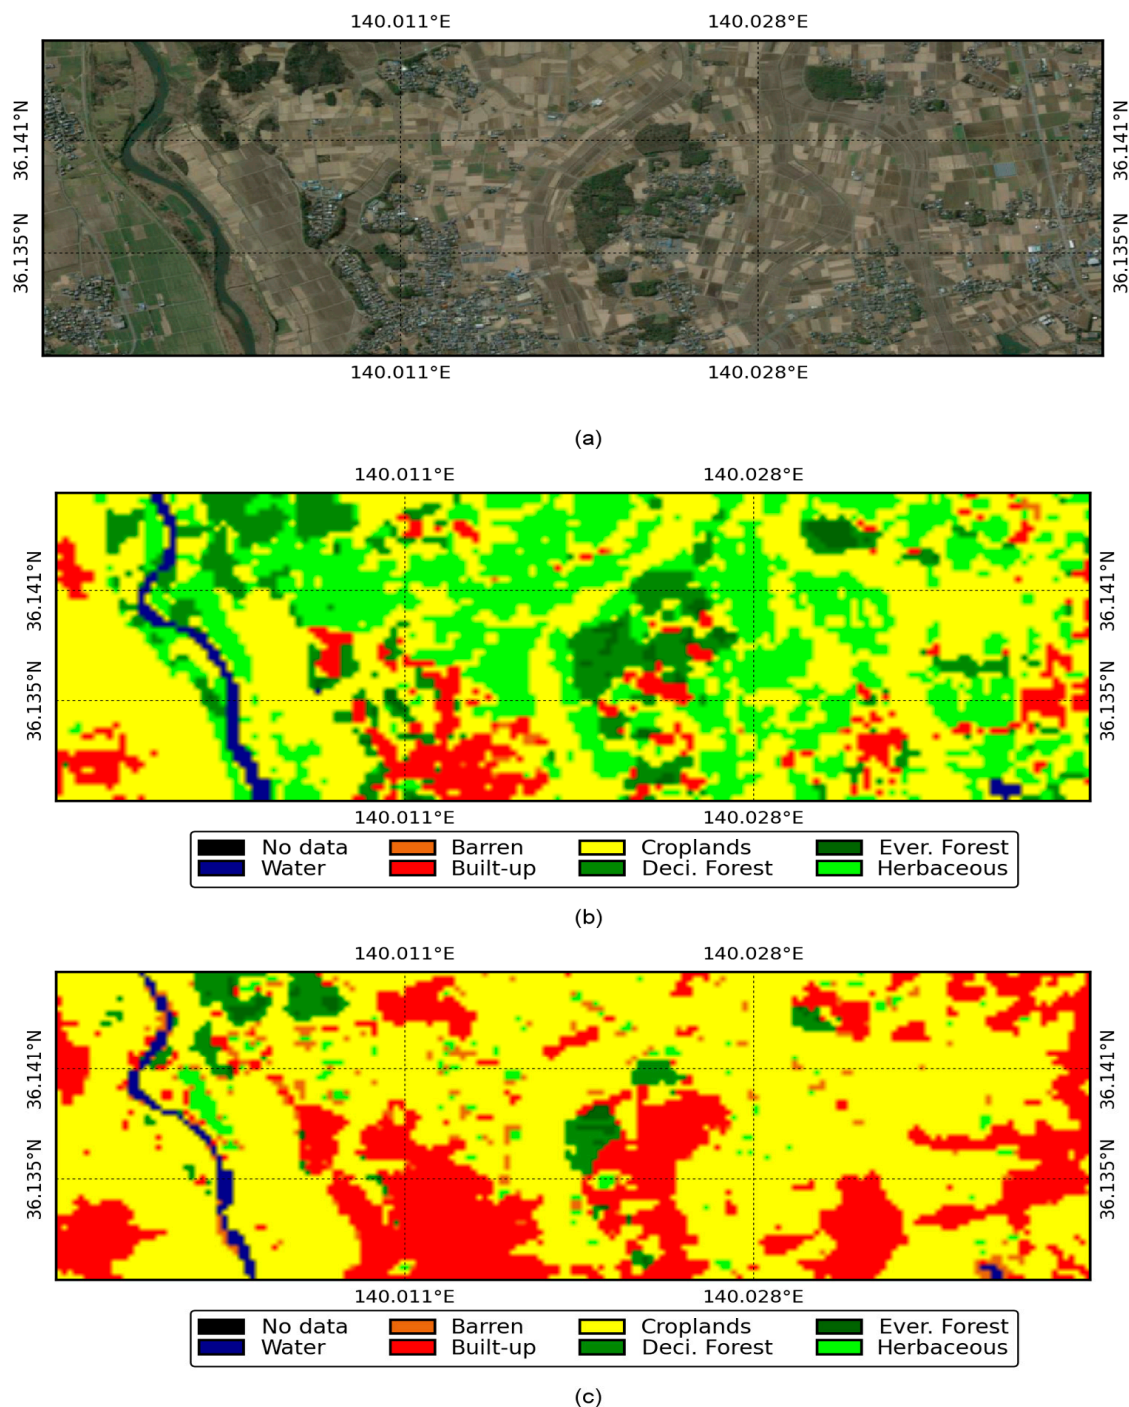 140.011°E 140.028°E
36.141°N 36.141°N
36.135°N 36.135°N
140.011°E 140.028°E
(a)
140.011°E 140.028°E
36.141°N 36.141°N
36.135°N 36.135°N
140.011°E 140.028°E
No data Barren Croplands Ever. Forest
Water Built-up Deci. Forest Herbaceous
(b)
140.011°E 140.028°E
36.141°N 36.141°N
36.135°N 36.135°N
140.011°E 140.028°E
No data Barren Croplands Ever. Forest
Water Built-up Deci. Forest Herbaceous
(c)